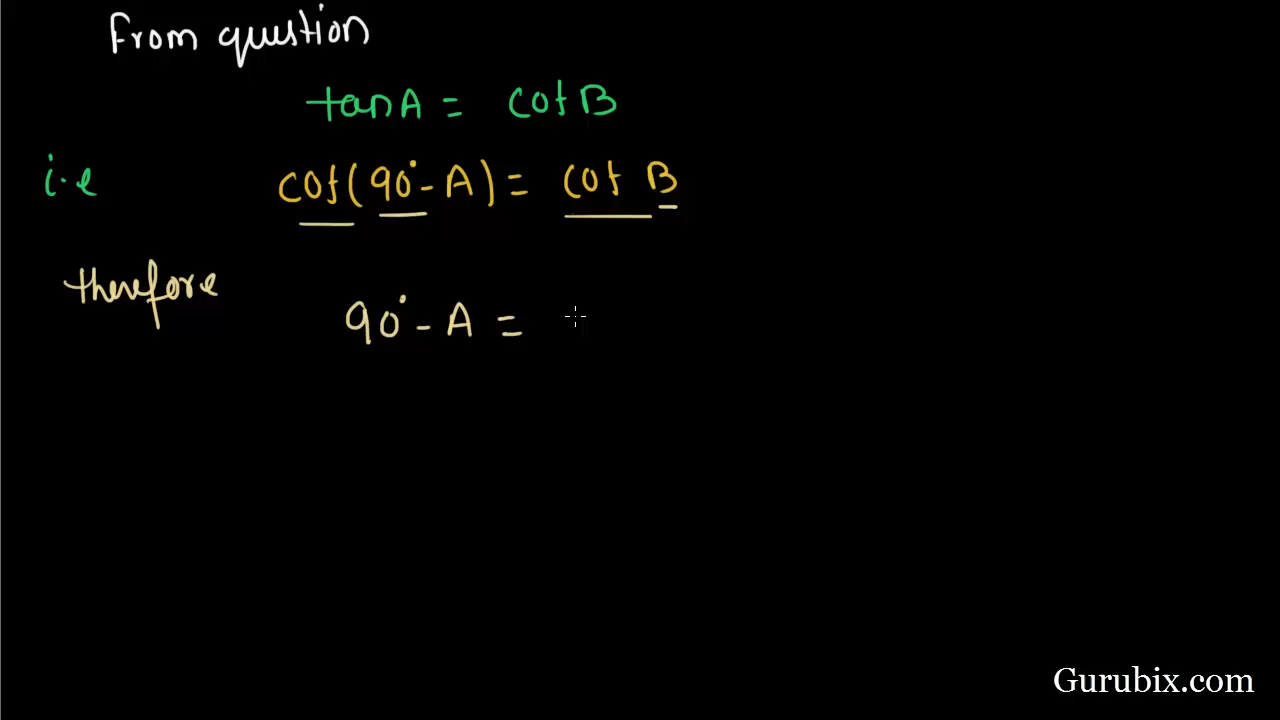 From question
tanA = cotB
i.e cot(90° - A) = cot B
therefore 90° - A =
Gurubix.com